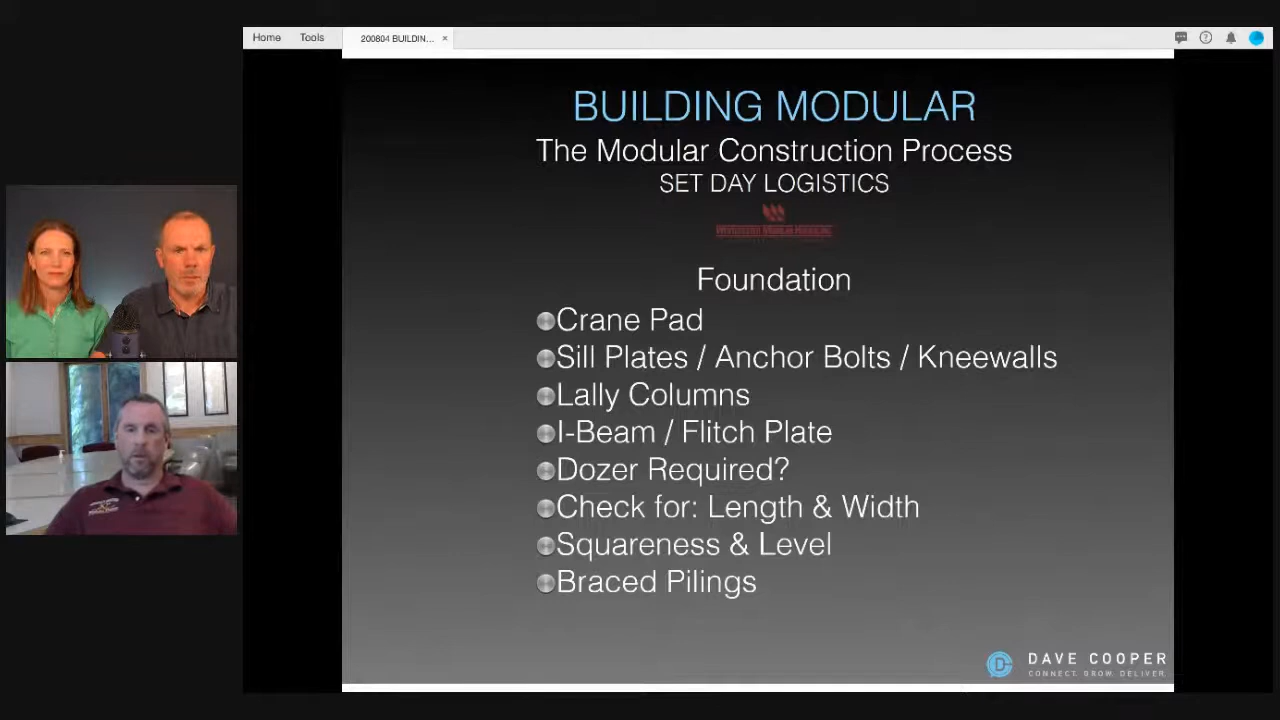 Home Tools 200804 BUILDIN... ×
BUILDING MODULAR
The Modular Construction Process
SET DAY LOGISTICS
Foundation
Crane Pad
Sill Plates / Anchor Bolts / Kneewalls
Lally Columns
I-Beam / Flitch Plate
Dozer Required?
Check for: Length & Width
Squareness & Level
Braced Pilings
DAVE COOPER
CONNECT. GROW. DELIVER.